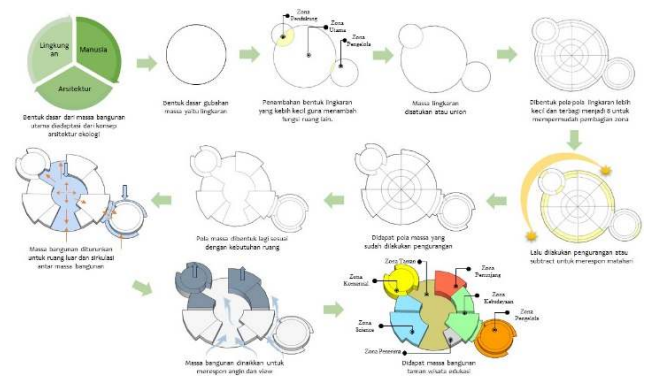 Lingkung
an
Manusia
Arsitektur
Bentuk dasar dari massa bangunan
utama diadaptasi dari konsep
arsitektur ekologi
Bentuk dasar gubahan
massa yaitu lingkaran
Zona
Pendukung
Zona
Utama
Zona
Pengelola
Penambahan bentuk lingkaran
yang lebih kecil guna menambah
fungsi ruang lain.
Massa lingkaran
disatukan atau union
Dibentuk pola-pola lingkaran lebih
kecil dan terbagi menjadi 8 untuk
mempermudah pembagian zona
Massa bangunan diturunkan
untuk ruang luar dan sirkulasi
antar massa bangunan
Pola massa dibentuk lagi sesuai
dengan kebutuhan ruang
Didapat pola massa yang
sudah dilakukan pengurangan
Lalu dilakukan pengurangan atau
subtract untuk merespon matahari
Massa bangunan dinaikkan untuk
merespon angin dan view
Zona
Komersial
Zona
Penunjang
Zona
Kebudayaan
Zona
Pengelola
Zona
Science
Zona Penerima
Didapat massa bangunan
taman wisata edukasi